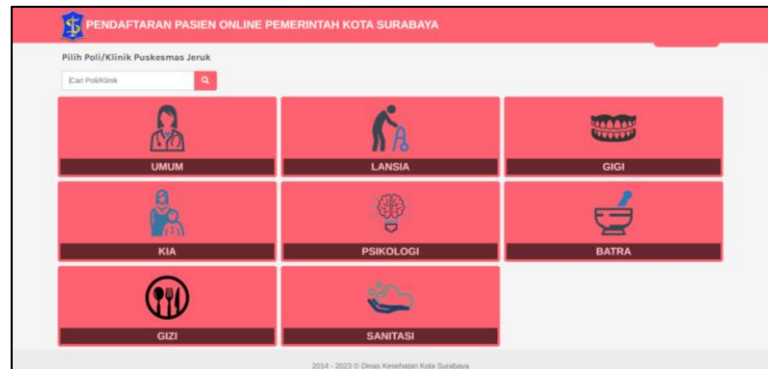 PENDAFTARAN PASIEN ONLINE PEMERINTAH KOTA SURABAYA
Pilih Poli/Klinik Puskesmas Jeruk
Cari Poli/Klinik
UMUM
LANSIA
GIGI
KIA
PSIKOLOGI
BATRA
GIZI
SANITASI
2014 - 2023 © Dinas Kesehatan Kota Surabaya